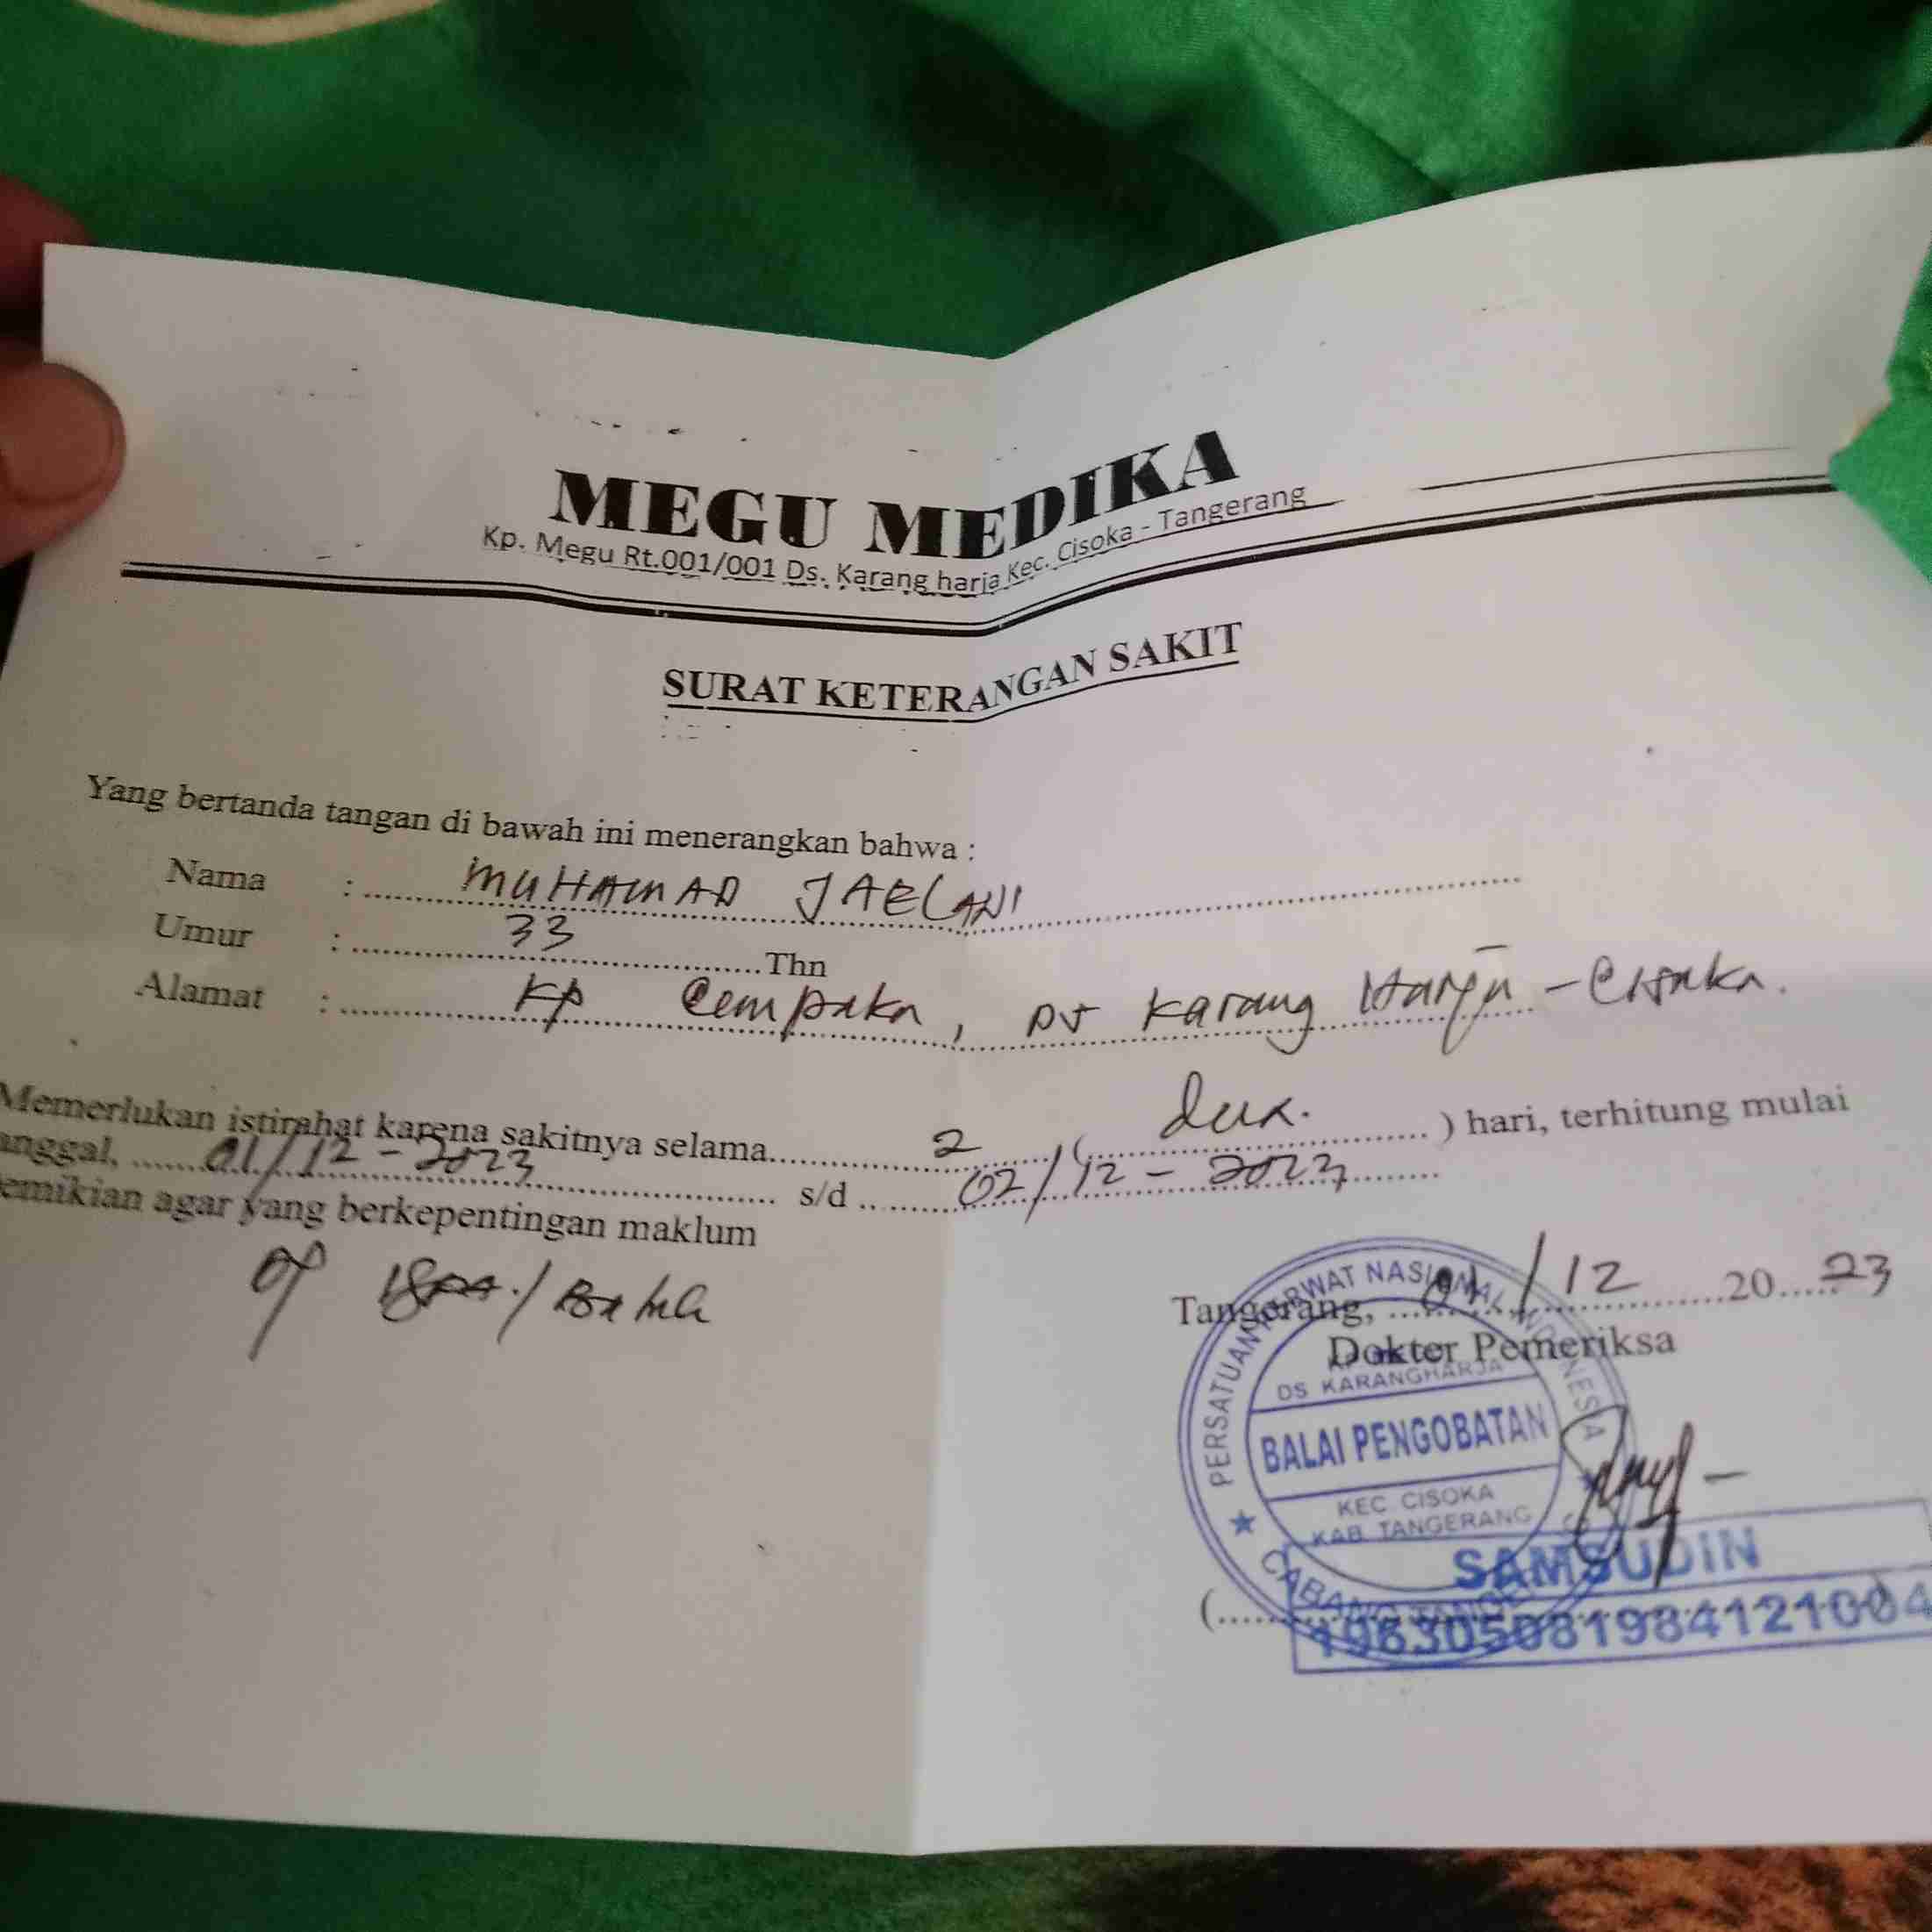 MEGU MEDIKA
Kp. Megu Rt.001/001 Ds. Karang harja Kec. Cisoka - Tangerang
SURAT KETERANGAN SAKIT
Yang bertanda tangan di bawah ini menerangkan bahwa :
Nama : MUHAMAD JAELANI
Umur : 33 Thn
Alamat : Kp Cempaka, Karang Harja - Cisoka.
Memerlukan istirahat karena sakitnya selama 2 ( dua. ) hari, terhitung mulai
anggal, 01/12-2023 s/d 02/12-2023
emikian agar yang berkepentingan maklum
Tangerang, 01/12 2023
Dokter Pemeriksa
PERSATUAN PERAWAT NASIONAL INDONESIA
DS KARANGHARJA
BALAI PENGOBATAN
KEC CISOKA
KAB TANGERANG
CABANG
SAMSUDIN
196305081984121004